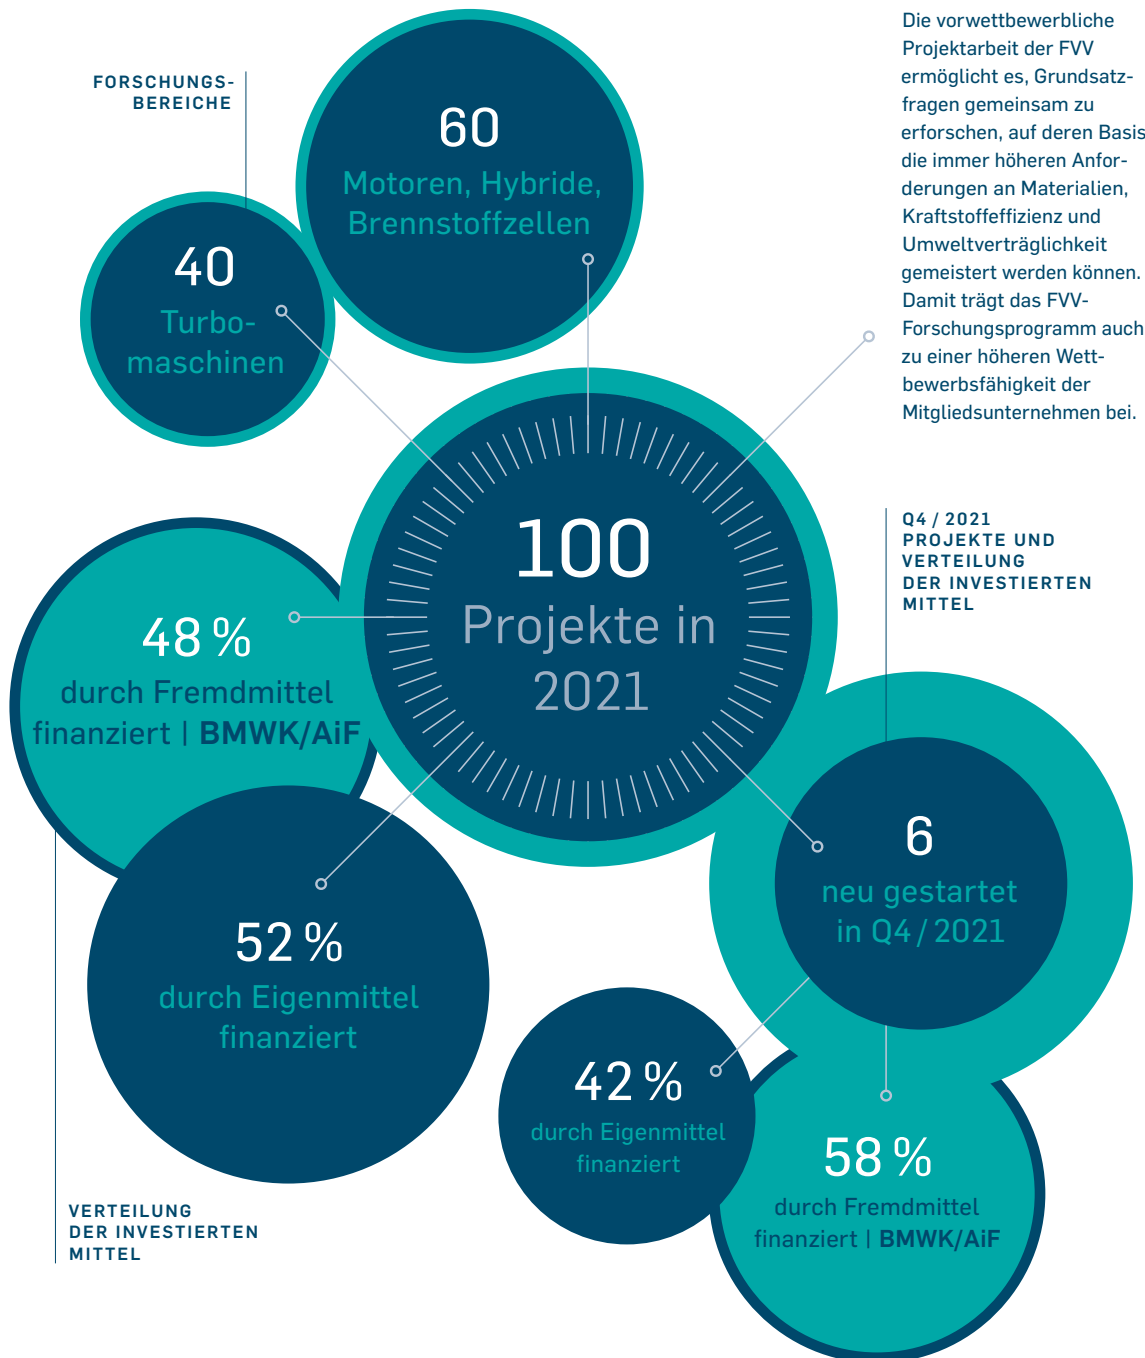 FORSCHUNGS-
BEREICHE
60
Motoren, Hybride,
Brennstoffzellen
40
Turbo-
maschinen
Die vorwettbewerbliche
Projektarbeit der FVV
ermöglicht es, Grundsatz-
fragen gemeinsam zu
erforschen, auf deren Basis
die immer höheren Anfor-
derungen an Materialien,
Kraftstoffeffizienz und
Umweltverträglichkeit
gemeistert werden können.
Damit trägt das FVV-
Forschungsprogramm auch
zu einer höheren Wett-
bewerbsfähigkeit der
Mitgliedsunternehmen bei.
100
Projekte in
2021
Q4 / 2021
PROJEKTE UND
VERTEILUNG
DER INVESTIERTEN
MITTEL
48 %
durch Fremdmittel
finanziert | BMWK/AiF
52 %
durch Eigenmittel
finanziert
6
neu gestartet
in Q4 / 2021
42 %
durch Eigenmittel
finanziert
58 %
durch Fremdmittel
finanziert | BMWK/AiF
VERTEILUNG
DER INVESTIERTEN
MITTEL